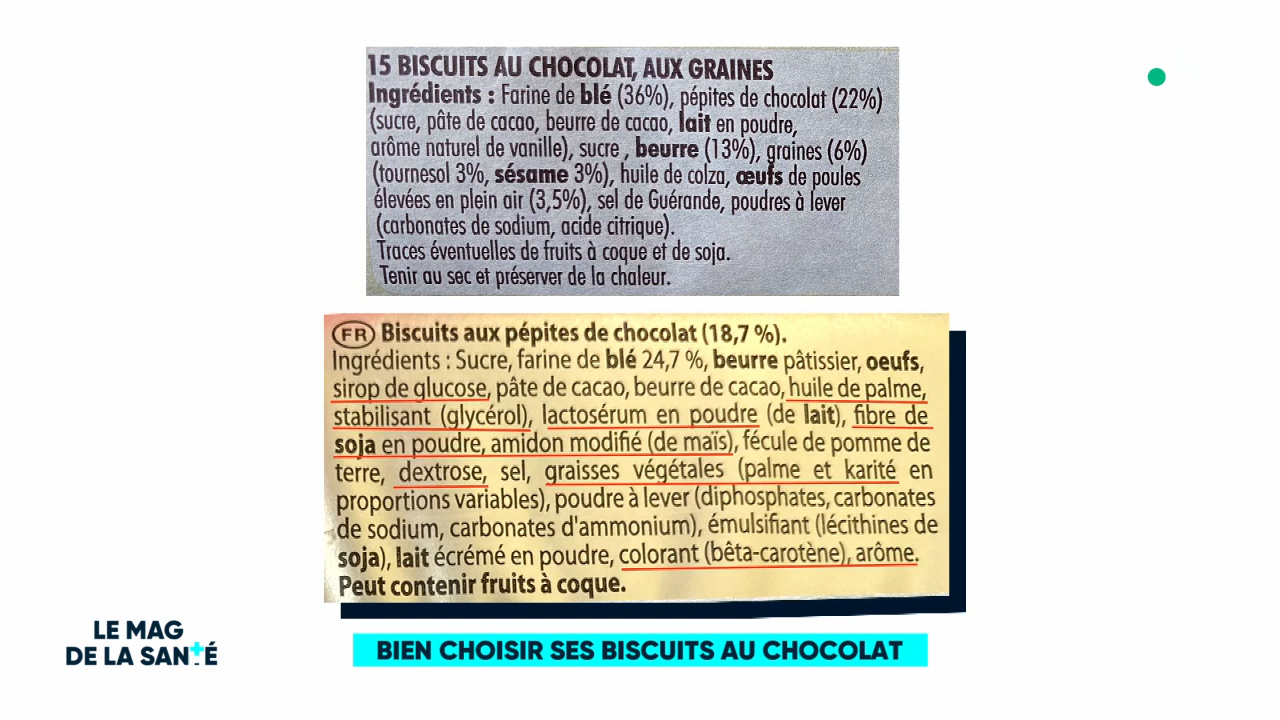 15 BISCUITS AU CHOCOLAT, AUX GRAINES
Ingrédients : Farine de blé (36%), pépites de chocolat (22%)
(sucre, pâte de cacao, beurre de cacao, lait en poudre,
arôme naturel de vanille), sucre , beurre (13%), graines (6%)
(tournesol 3%, sésame 3%), huile de colza, œufs de poules
élevées en plein air (3,5%), sel de Guérande, poudres à lever
(carbonates de sodium, acide citrique).
Traces éventuelles de fruits à coque et de soja.
Tenir au sec et préserver de la chaleur.
FR Biscuits aux pépites de chocolat (18,7 %).
Ingrédients : Sucre, farine de blé 24,7 %, beurre pâtissier, oeufs,
sirop de glucose, pâte de cacao, beurre de cacao, huile de palme,
stabilisant (glycérol), lactosérum en poudre (de lait), fibre de
soja en poudre, amidon modifié (de maïs), fécule de pomme de
terre, dextrose, sel, graisses végétales (palme et karité en
proportions variables), poudre à lever (diphosphates, carbonates
de sodium, carbonates d'ammonium), émulsifiant (lécithines de
soja), lait écrémé en poudre, colorant (bêta-carotène), arôme.
Peut contenir fruits à coque.
LE MAG
DE LA SANTÉ
BIEN CHOISIR SES BISCUITS AU CHOCOLAT